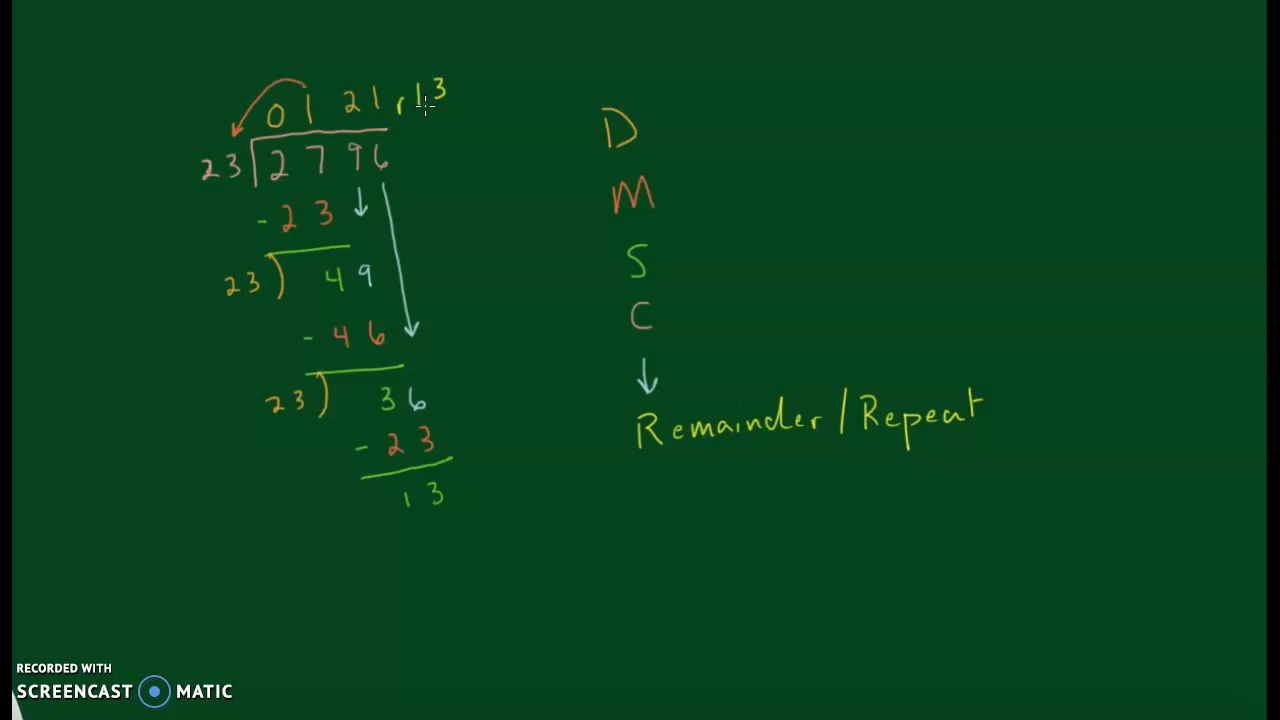 0 1 2 1 r 1 3
23 2 7 9 6
- 2 3
23) 4 9
- 4 6
23) 3 6
- 2 3
1 3
D
M
S
C
↓
Remainder/Repeat
RECORDED WITH
SCREENCAST MATIC